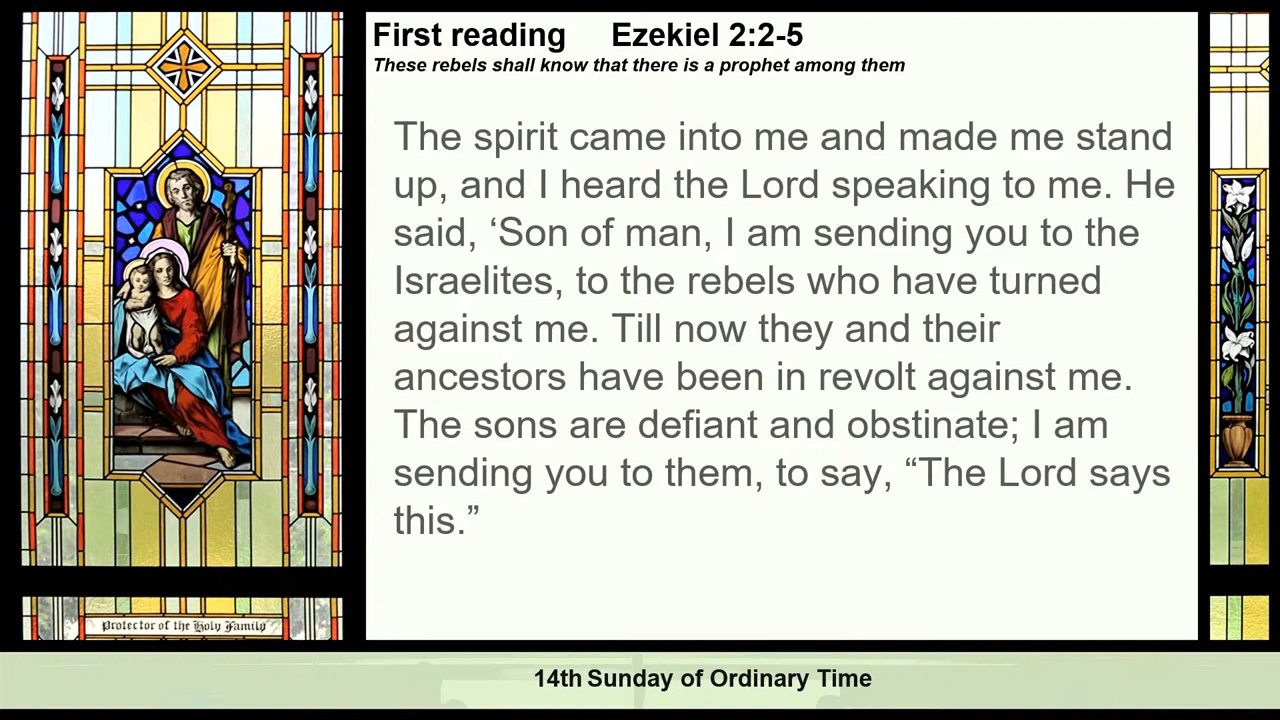 First reading Ezekiel 2:2-5
These rebels shall know that there is a prophet among them
The spirit came into me and made me stand
up, and I heard the Lord speaking to me. He
said, ‘Son of man, I am sending you to the
Israelites, to the rebels who have turned
against me. Till now they and their
ancestors have been in revolt against me.
The sons are defiant and obstinate; I am
sending you to them, to say, “The Lord says
this.”
Protector of the Holy Family
14th Sunday of Ordinary Time